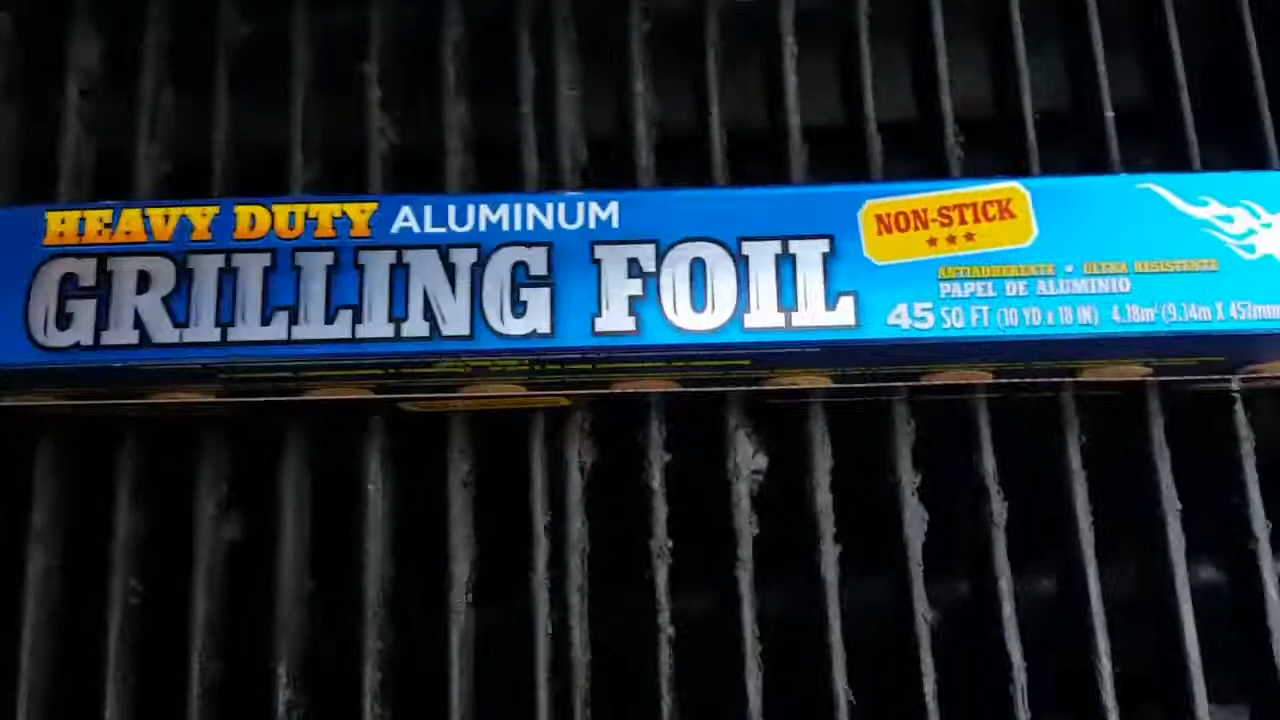 HEAVY DUTY ALUMINUM
GRILLING FOIL
NON-STICK
ANTIADHERENTE • ULTRA RESISTENTE
PAPEL DE ALUMINIO
45 SQ FT (10 YD x 18 IN) 4.18m² (9.14m X 457mm